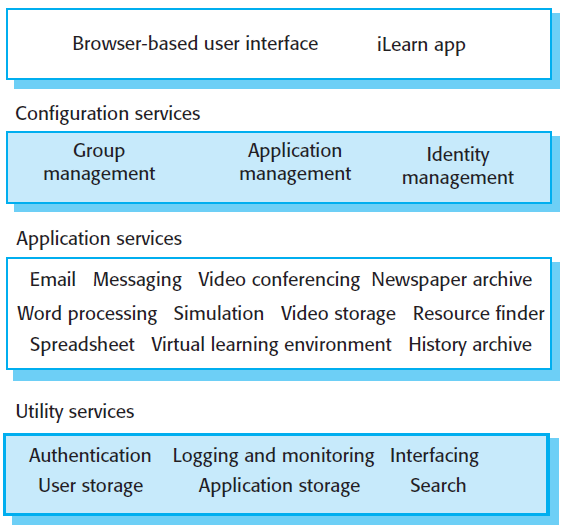 Browser-based user interface iLearn app
Configuration services
Group management Application management Identity management
Application services
Email Messaging Video conferencing Newspaper archive
Word processing Simulation Video storage Resource finder
Spreadsheet Virtual learning environment History archive
Utility services
Authentication Logging and monitoring Interfacing
User storage Application storage Search